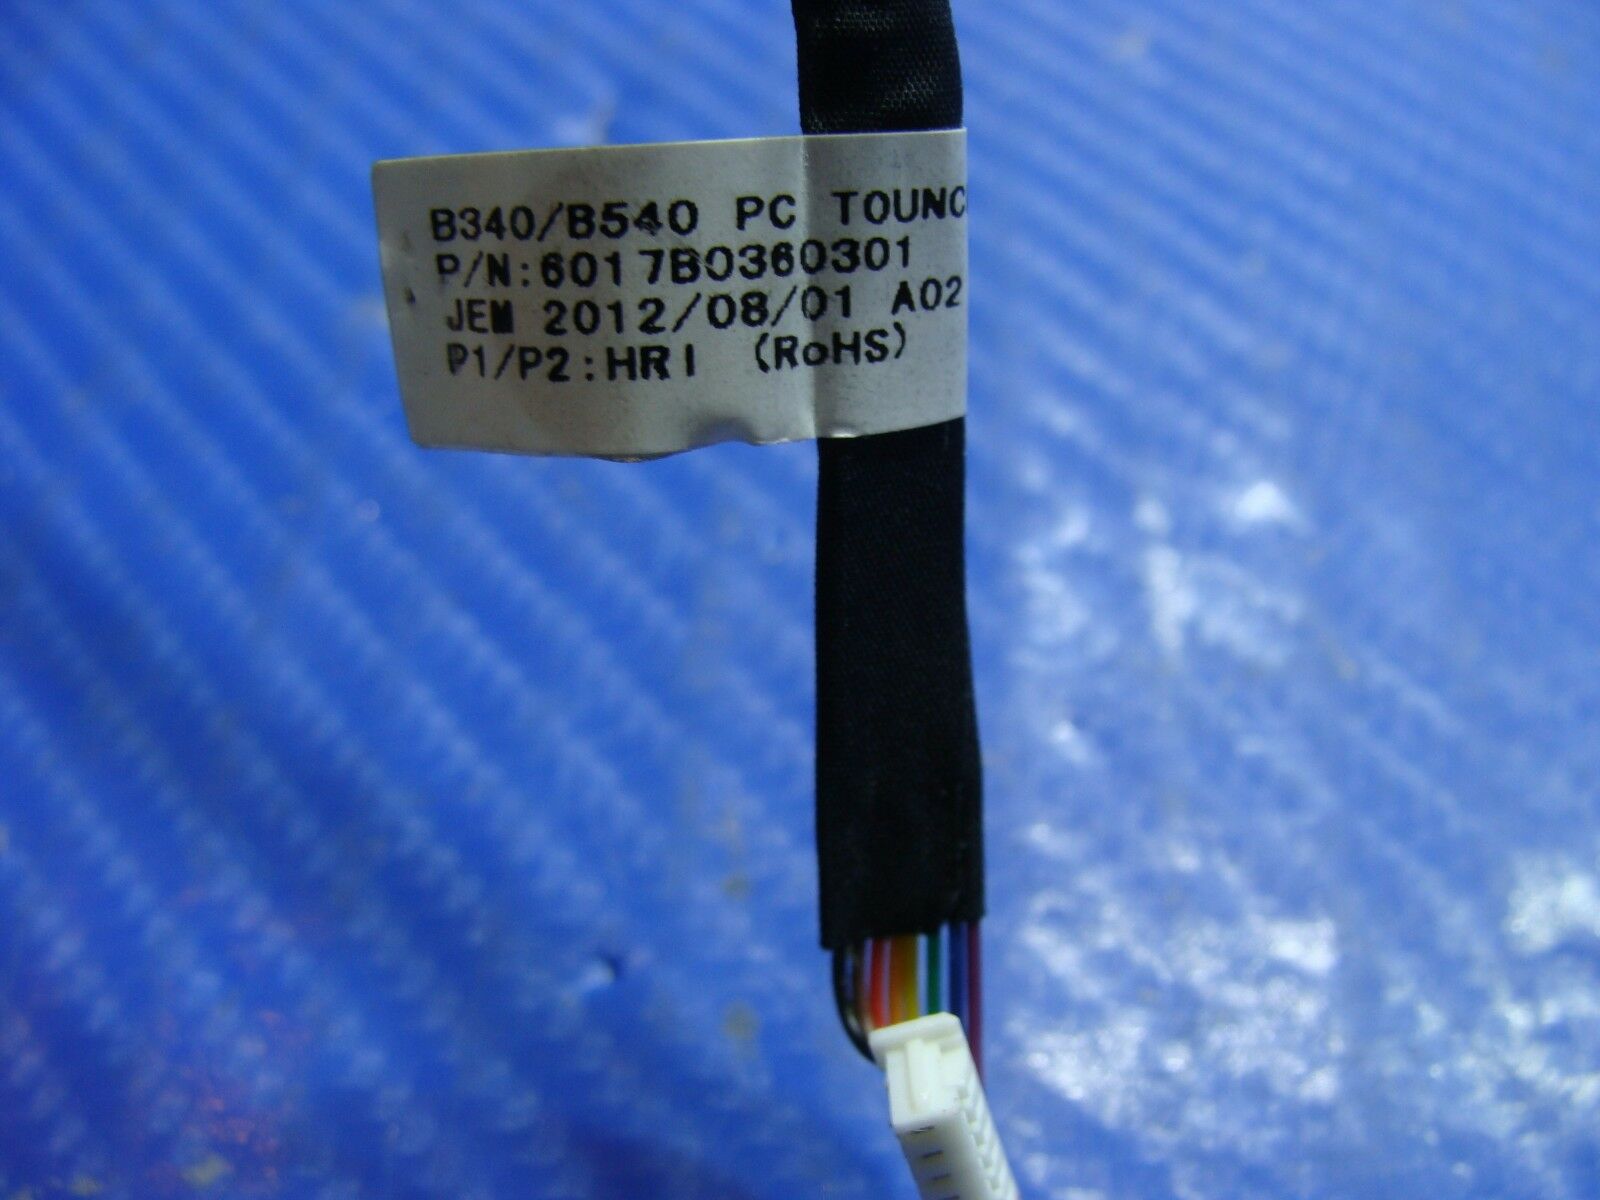 B340/B540 PC TOUNC
P/N:6017B0360301
JEM 2012/08/01 A02
P1/P2:HRI (RoHS)